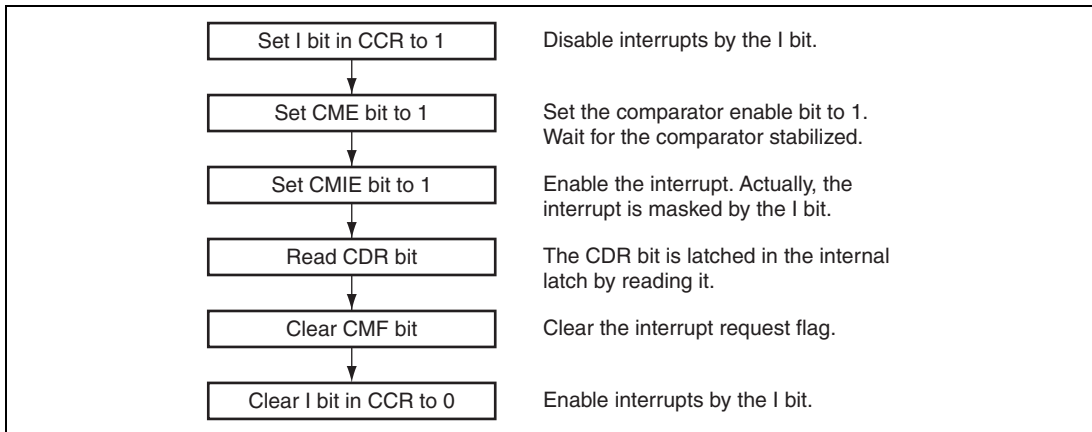 Set I bit in CCR to 1
Disable interrupts by the I bit.
Set CME bit to 1
Set the comparator enable bit to 1.
Wait for the comparator stabilized.
Set CMIE bit to 1
Enable the interrupt. Actually, the
interrupt is masked by the I bit.
Read CDR bit
The CDR bit is latched in the internal
latch by reading it.
Clear CMF bit
Clear the interrupt request flag.
Clear I bit in CCR to 0
Enable interrupts by the I bit.